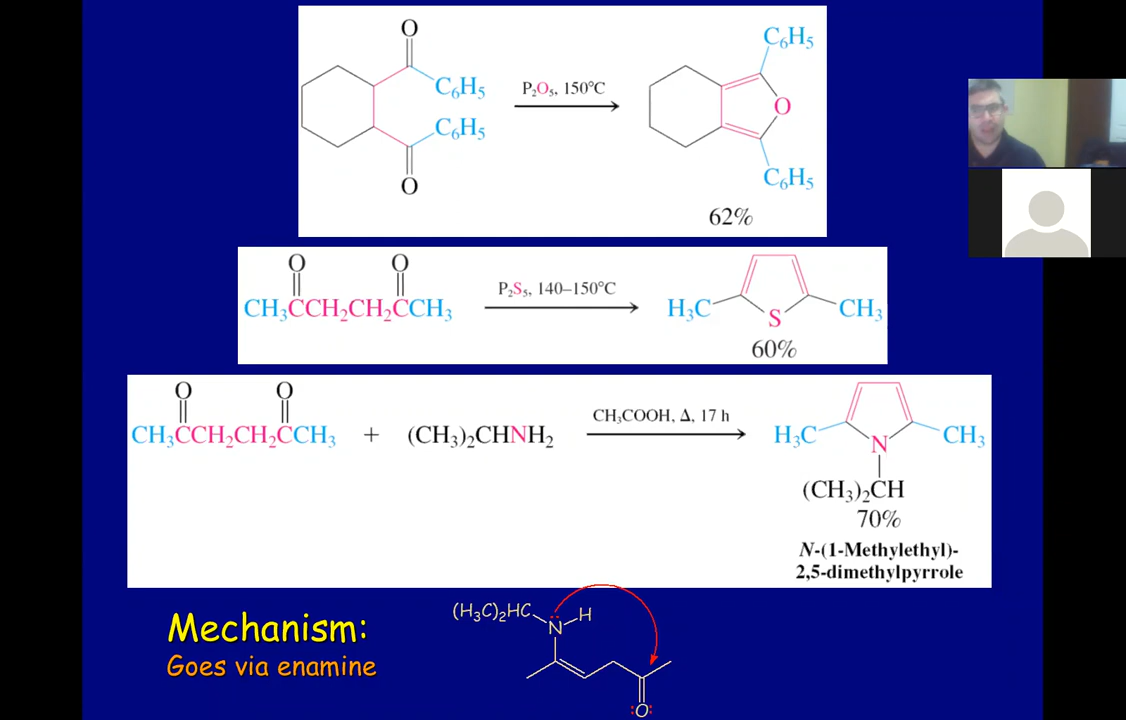 O
C₆H₅
C₆H₅
O
P₂O₅, 150°C
C₆H₅
O
C₆H₅
62%
O O
CH₃CCH₂CH₂CCH₃
P₂S₅, 140–150°C
H₃C S CH₃
60%
O O
CH₃CCH₂CH₂CCH₃ + (CH₃)₂CHNH₂
CH₃COOH, Δ, 17 h
H₃C N CH₃
(CH₃)₂CH
70%
N-(1-Methylethyl)-
2,5-dimethylpyrrole
Mechanism:
Goes via enamine
(H₃C)₂HC N H
:O: